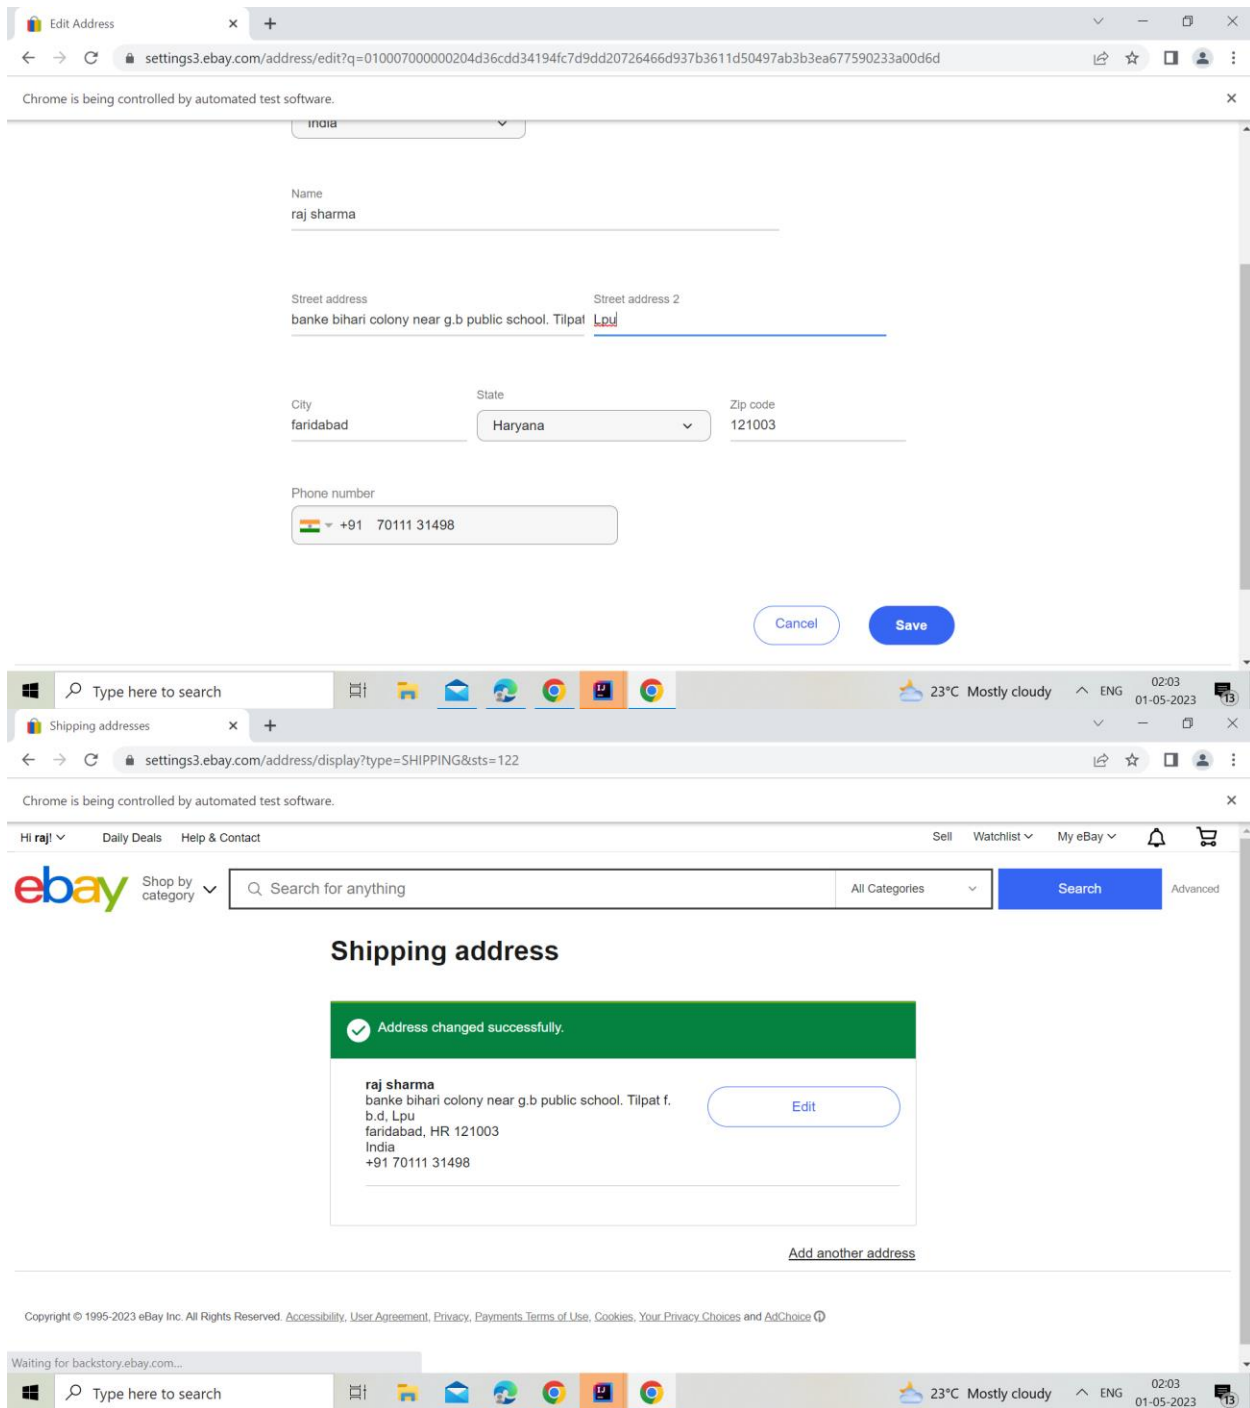 Edit Address
settings3.ebay.com/address/edit?q=010007000000204d36cdd34194fc7d9dd20726466d937b3611d50497ab3b3ea677590233a00d6d
Chrome is being controlled by automated test software.
India
Name
raj sharma
Street address Street address 2
banke bihari colony near g.b public school. Tilpat Lpu
State
City Zip code
faridabad Haryana 121003
Phone number
+91 70111 31498
Cancel Save
Type here to search 23°C Mostly cloudy ENG 02:03 01-05-2023 13
Shipping addresses
settings3.ebay.com/address/display?type=SHIPPING&sts=122
Chrome is being controlled by automated test software.
Hi raj! Daily Deals Help & Contact Sell Watchlist My eBay
ebay Shop by category Search for anything All Categories Search Advanced
Shipping address
Address changed successfully.
raj sharma
banke bihari colony near g.b public school. Tilpat f.
b.d, Lpu
faridabad, HR 121003
India
+91 70111 31498
Edit
Add another address
Copyright © 1995-2023 eBay Inc. All Rights Reserved. Accessibility, User Agreement, Privacy, Payments Terms of Use, Cookies, Your Privacy Choices and AdChoice
Waiting for backstory.ebay.com...
Type here to search 23°C Mostly cloudy ENG 02:03 01-05-2023 13